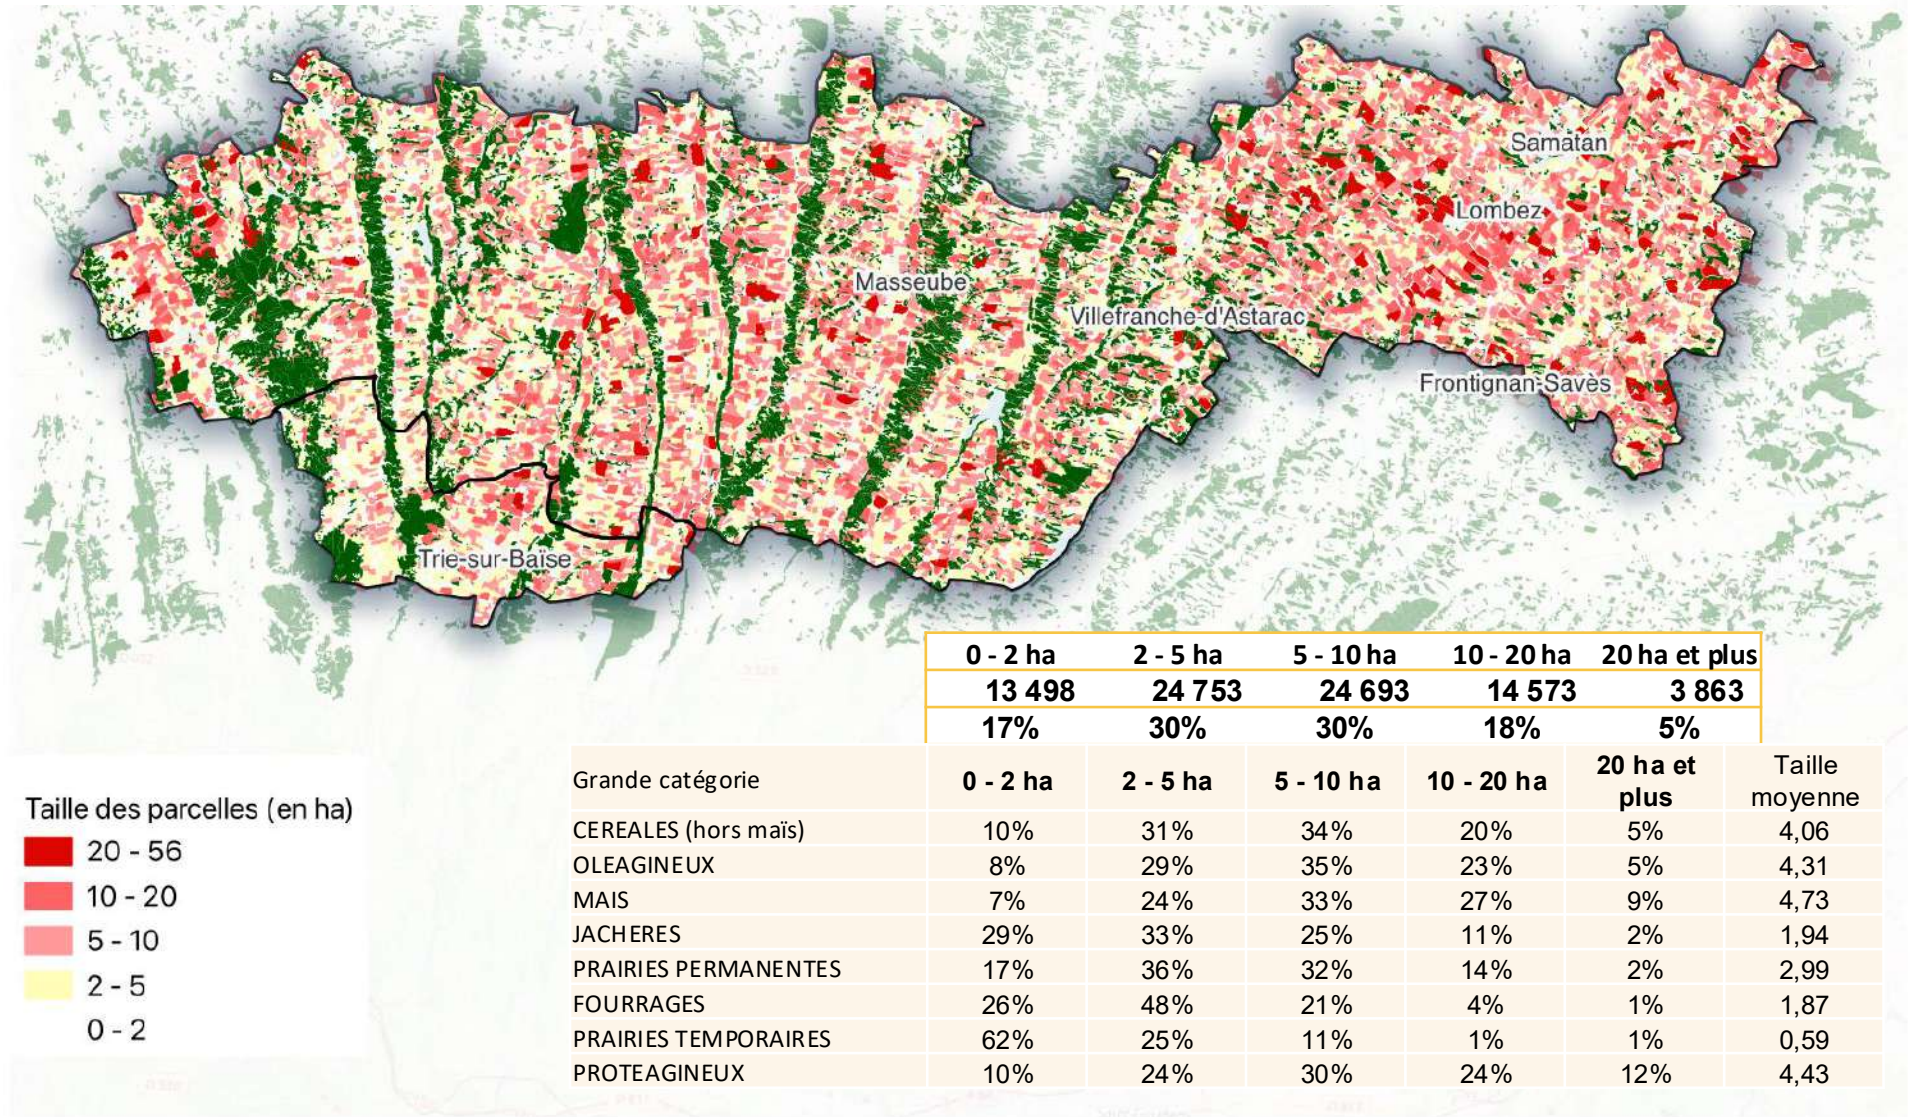 Samatan
Lombez
Masseube
Villefranche-d'Astarac
Frontignan-Savès
Trie-sur-Baïse
0 - 2 ha 2 - 5 ha 5 - 10 ha 10 - 20 ha 20 ha et plus
13 498 24 753 24 693 14 573 3 863
17% 30% 30% 18% 5%
Grande catégorie 0 - 2 ha 2 - 5 ha 5 - 10 ha 10 - 20 ha 20 ha et plus Taille moyenne
CEREALES (hors maïs) 10% 31% 34% 20% 5% 4,06
OLEAGINEUX 8% 29% 35% 23% 5% 4,31
MAIS 7% 24% 33% 27% 9% 4,73
JACHERES 29% 33% 25% 11% 2% 1,94
PRAIRIES PERMANENTES 17% 36% 32% 14% 2% 2,99
FOURRAGES 26% 48% 21% 4% 1% 1,87
PRAIRIES TEMPORAIRES 62% 25% 11% 1% 1% 0,59
PROTEAGINEUX 10% 24% 30% 24% 12% 4,43
Taille des parcelles (en ha)
20 - 56
10 - 20
5 - 10
2 - 5
0 - 2